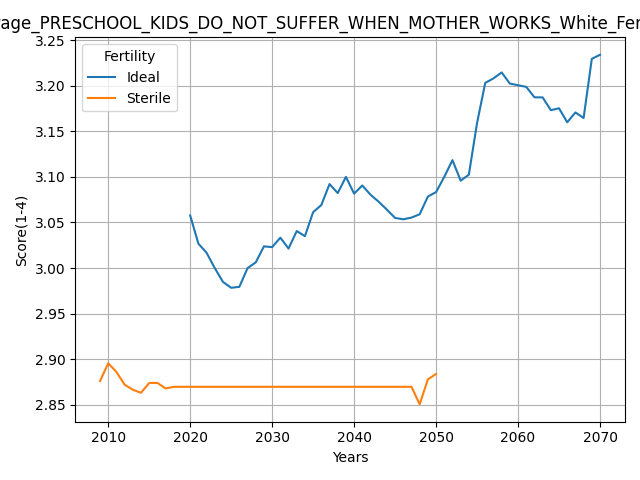 rage_PRESCHOOL_KIDS_DO_NOT_SUFFER_WHEN_MOTHER_WORKS_White_Fer
Fertility
Ideal
Sterile
Score(1-4)
3.25
3.20
3.15
3.10
3.05
3.00
2.95
2.90
2.85
2010 2020 2030 2040 2050 2060 2070
Years